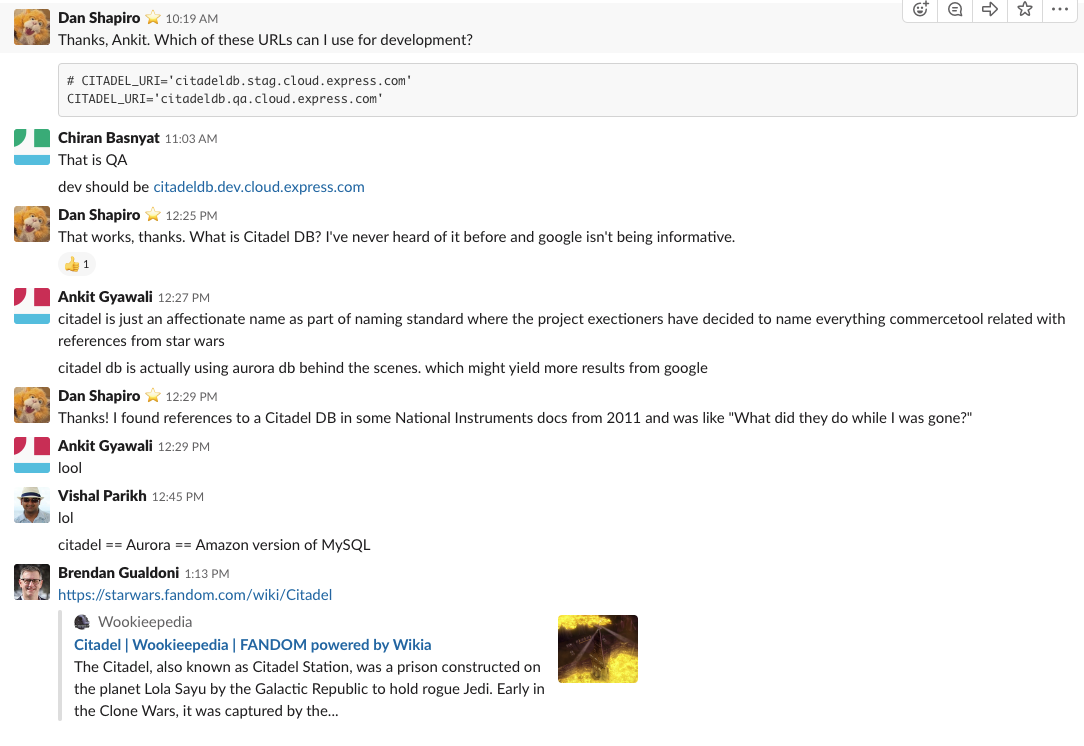 Dan Shapiro 10:19 AM
Thanks, Ankit. Which of these URLs can I use for development?
# CITADEL_URI='citadeldb.stag.cloud.express.com'
CITADEL_URI='citadeldb.qa.cloud.express.com'
Chiran Basnyat 11:03 AM
That is QA
dev should be citadeldb.dev.cloud.express.com
Dan Shapiro 12:25 PM
That works, thanks. What is Citadel DB? I've never heard of it before and google isn't being informative.
1
Ankit Gyawali 12:27 PM
citadel is just an affectionate name as part of naming standard where the project exectioners have decided to name everything commercetool related with
references from star wars
citadel db is actually using aurora db behind the scenes. which might yield more results from google
Dan Shapiro 12:29 PM
Thanks! I found references to a Citadel DB in some National Instruments docs from 2011 and was like "What did they do while I was gone?"
Ankit Gyawali 12:29 PM
lool
Vishal Parikh 12:45 PM
lol
citadel == Aurora == Amazon version of MySQL
Brendan Gualdoni 1:13 PM
https://starwars.fandom.com/wiki/Citadel
Wookieepedia
Citadel | Wookieepedia | FANDOM powered by Wikia
The Citadel, also known as Citadel Station, was a prison constructed on
the planet Lola Sayu by the Galactic Republic to hold rogue Jedi. Early in
the Clone Wars, it was captured by the...